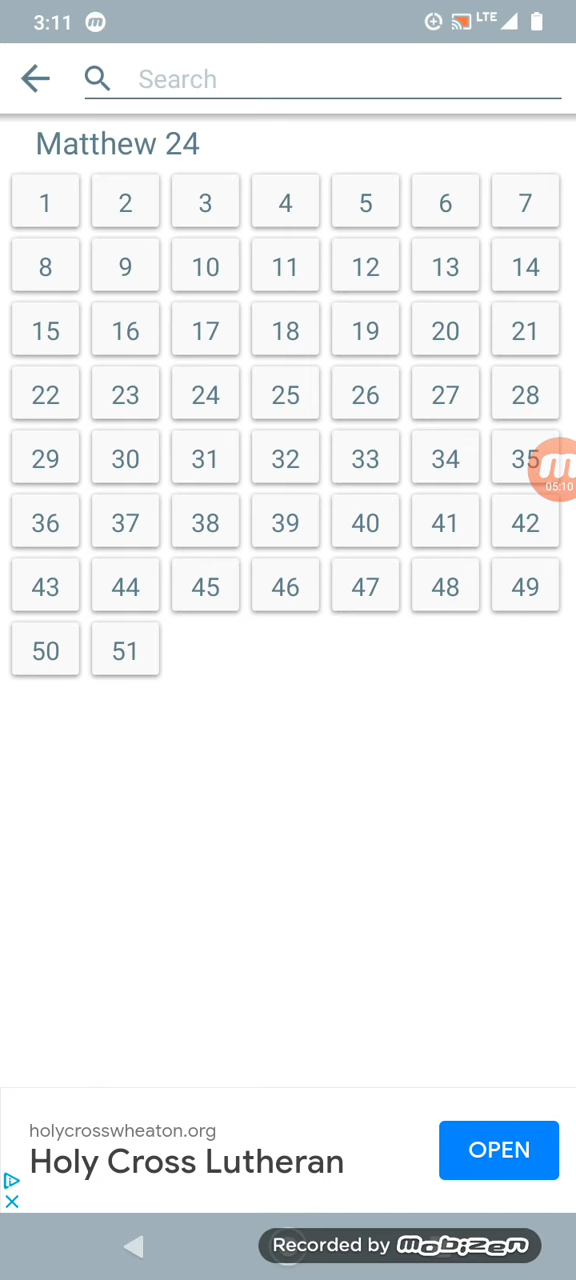 3:11 m LTE
Search
Matthew 24
1 2 3 4 5 6 7
8 9 10 11 12 13 14
15 16 17 18 19 20 21
22 23 24 25 26 27 28
29 30 31 32 33 34 35
m
05:10
36 37 38 39 40 41 42
43 44 45 46 47 48 49
50 51
holycrosswheaton.org
Holy Cross Lutheran
OPEN
Recorded by mobizen